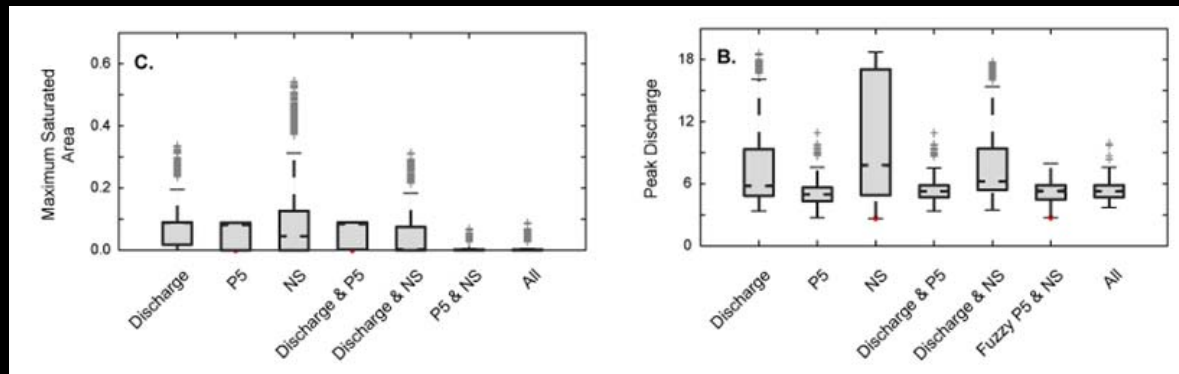 C.
Maximum Saturated
Area
0.6
0.4
0.2
0.0
Discharge
P5
NS
Discharge & P5
Discharge & NS
P5 & NS
All
B.
Peak Discharge
18
12
6
0
Discharge
P5
NS
Discharge & P5
Discharge & NS
Fuzzy P5 & NS
All